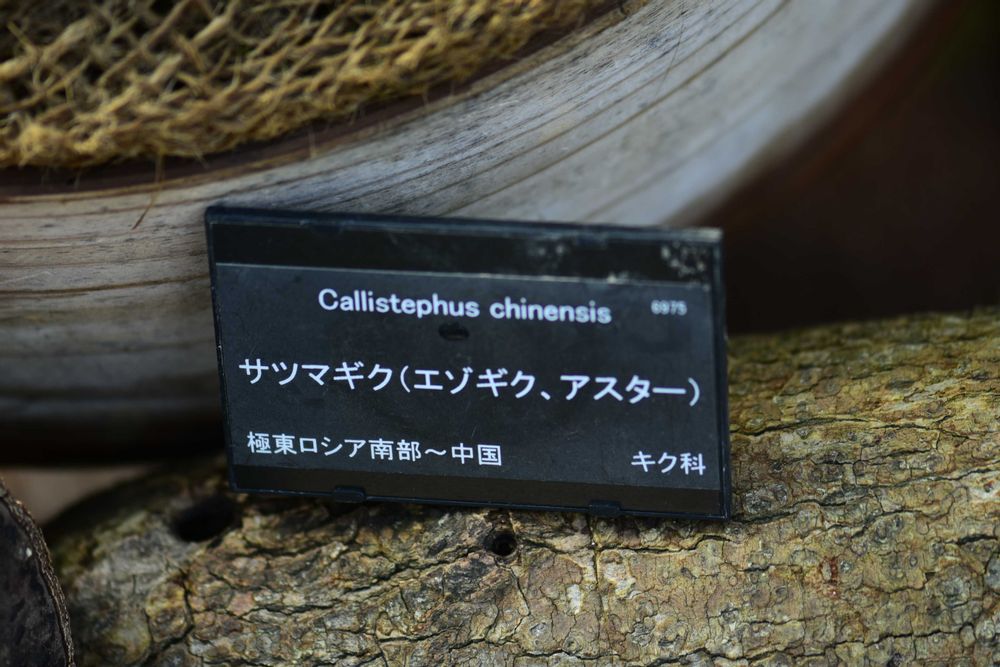 Callistephus chinensis 6975
サツマギク(エゾギク、アスター)
極東ロシア南部~中国 キク科